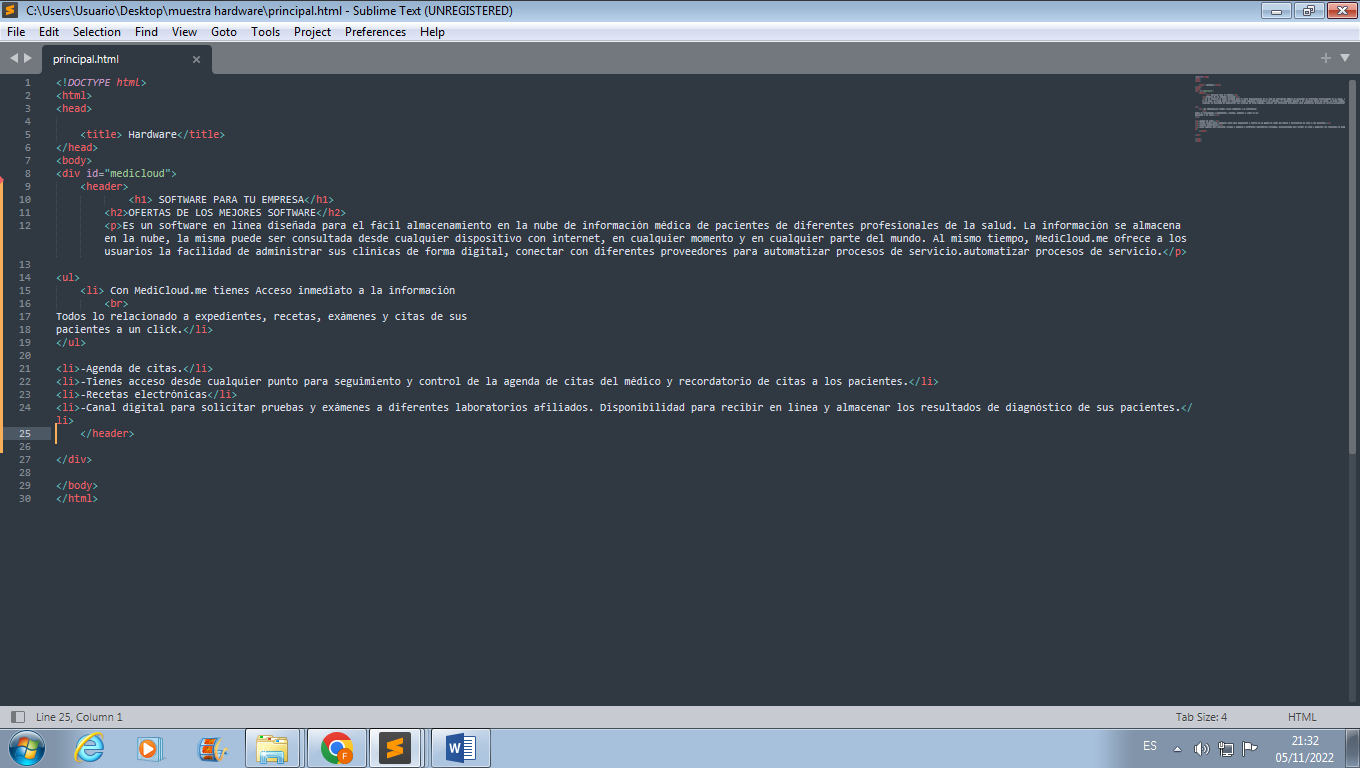 C:\Users\Usuario\Desktop\muestra hardware\principal.html - Sublime Text (UNREGISTERED)
File Edit Selection Find View Goto Tools Project Preferences Help
principal.html
1 <!DOCTYPE html>
2 <html>
3 <head>
4
5 <title> Hardware</title>
6 </head>
7 <body>
8 <div id="medicloud">
9 <header>
10 <h1> SOFTWARE PARA TU EMPRESA</h1>
11 <h2>OFERTAS DE LOS MEJORES SOFTWARE</h2>
12 <p>Es un software en línea diseñada para el fácil almacenamiento en la nube de información médica de pacientes de diferentes profesionales de la salud. La información se almacena
en la nube, la misma puede ser consultada desde cualquier dispositivo con internet, en cualquier momento y en cualquier parte del mundo. Al mismo tiempo, MediCloud.me ofrece a los
usuarios la facilidad de administrar sus clínicas de forma digital, conectar con diferentes proveedores para automatizar procesos de servicio.automatizar procesos de servicio.</p>
13
14 <ul>
15 <li> Con MediCloud.me tienes Acceso inmediato a la información
16 <br>
17 Todos lo relacionado a expedientes, recetas, exámenes y citas de sus
18 pacientes a un click.</li>
19 </ul>
20
21 <li>-Agenda de citas.</li>
22 <li>-Tienes acceso desde cualquier punto para seguimiento y control de la agenda de citas del médico y recordatorio de citas a los pacientes.</li>
23 <li>-Recetas electrónicas</li>
24 <li>-Canal digital para solicitar pruebas y exámenes a diferentes laboratorios afiliados. Disponibilidad para recibir en línea y almacenar los resultados de diagnóstico de sus pacientes.</
li>
25 </header>
26
27 </div>
28
29 </body>
30 </html>
Line 25, Column 1
Tab Size: 4
HTML
ES
21:32
05/11/2022